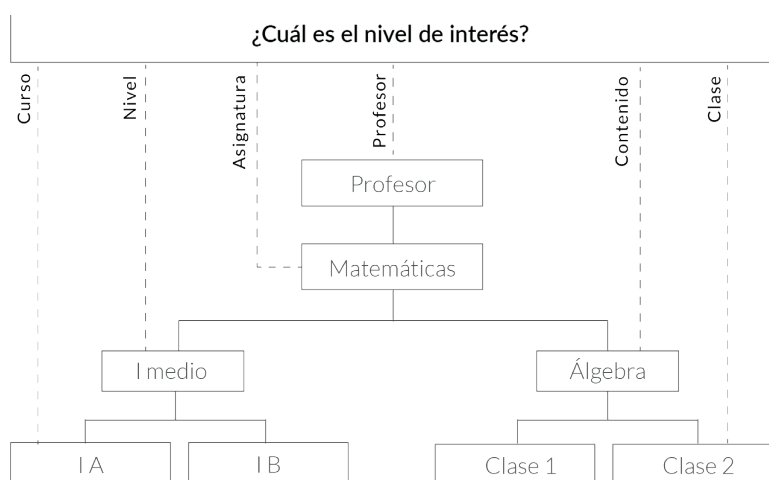 ¿Cuál es el nivel de interés?
Curso
Nivel
Asignatura
Profesor
Contenido
Clase
Profesor
Matemáticas
I medio
Álgebra
I A
I B
Clase 1
Clase 2